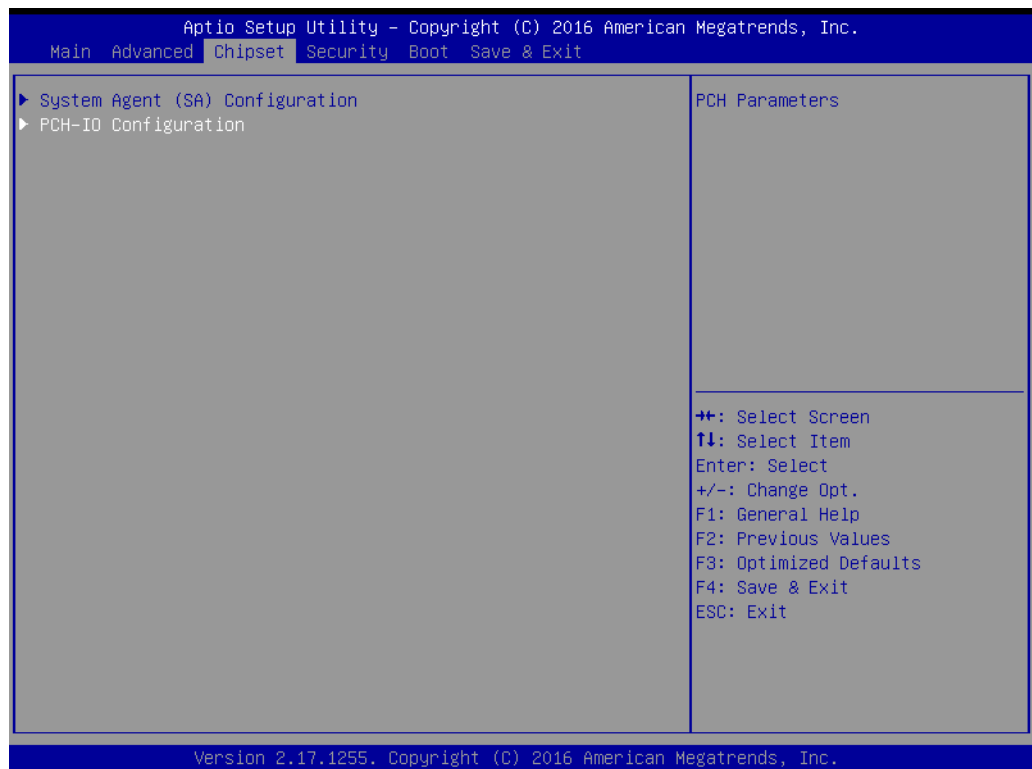 Aptio Setup Utility – Copyright (C) 2016 American Megatrends, Inc.
Main Advanced Chipset Security Boot Save & Exit
▶ System Agent (SA) Configuration
▶ PCH-IO Configuration
PCH Parameters
→←: Select Screen
↑↓: Select Item
Enter: Select
+/-: Change Opt.
F1: General Help
F2: Previous Values
F3: Optimized Defaults
F4: Save & Exit
ESC: Exit
Version 2.17.1255. Copyright (C) 2016 American Megatrends, Inc.